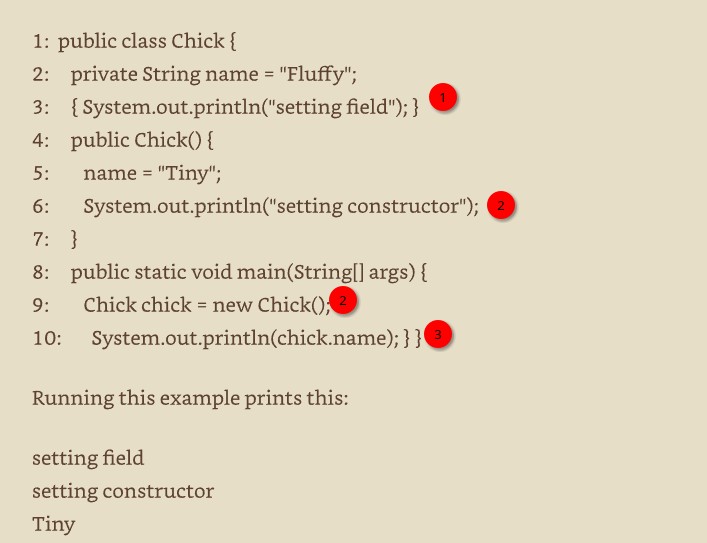 1: public class Chick {
2: private String name = "Fluffy";
3: { System.out.println("setting field"); } 1
4: public Chick() {
5: name = "Tiny";
6: System.out.println("setting constructor"); 2
7: }
8: public static void main(String[] args) {
9: Chick chick = new Chick(); 2
10: System.out.println(chick.name); } } 3
Running this example prints this:
setting field
setting constructor
Tiny